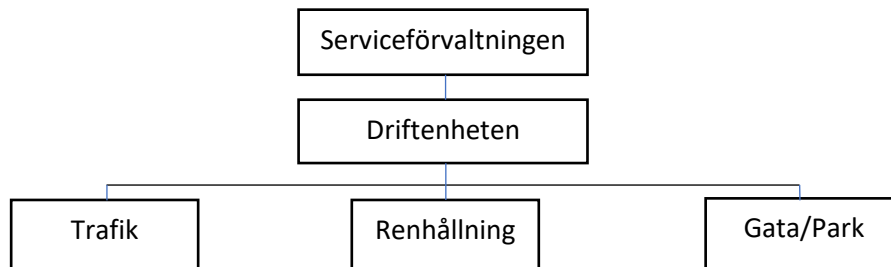 Serviceförvaltningen
Driftenheten
Trafik
Renhållning
Gata/Park